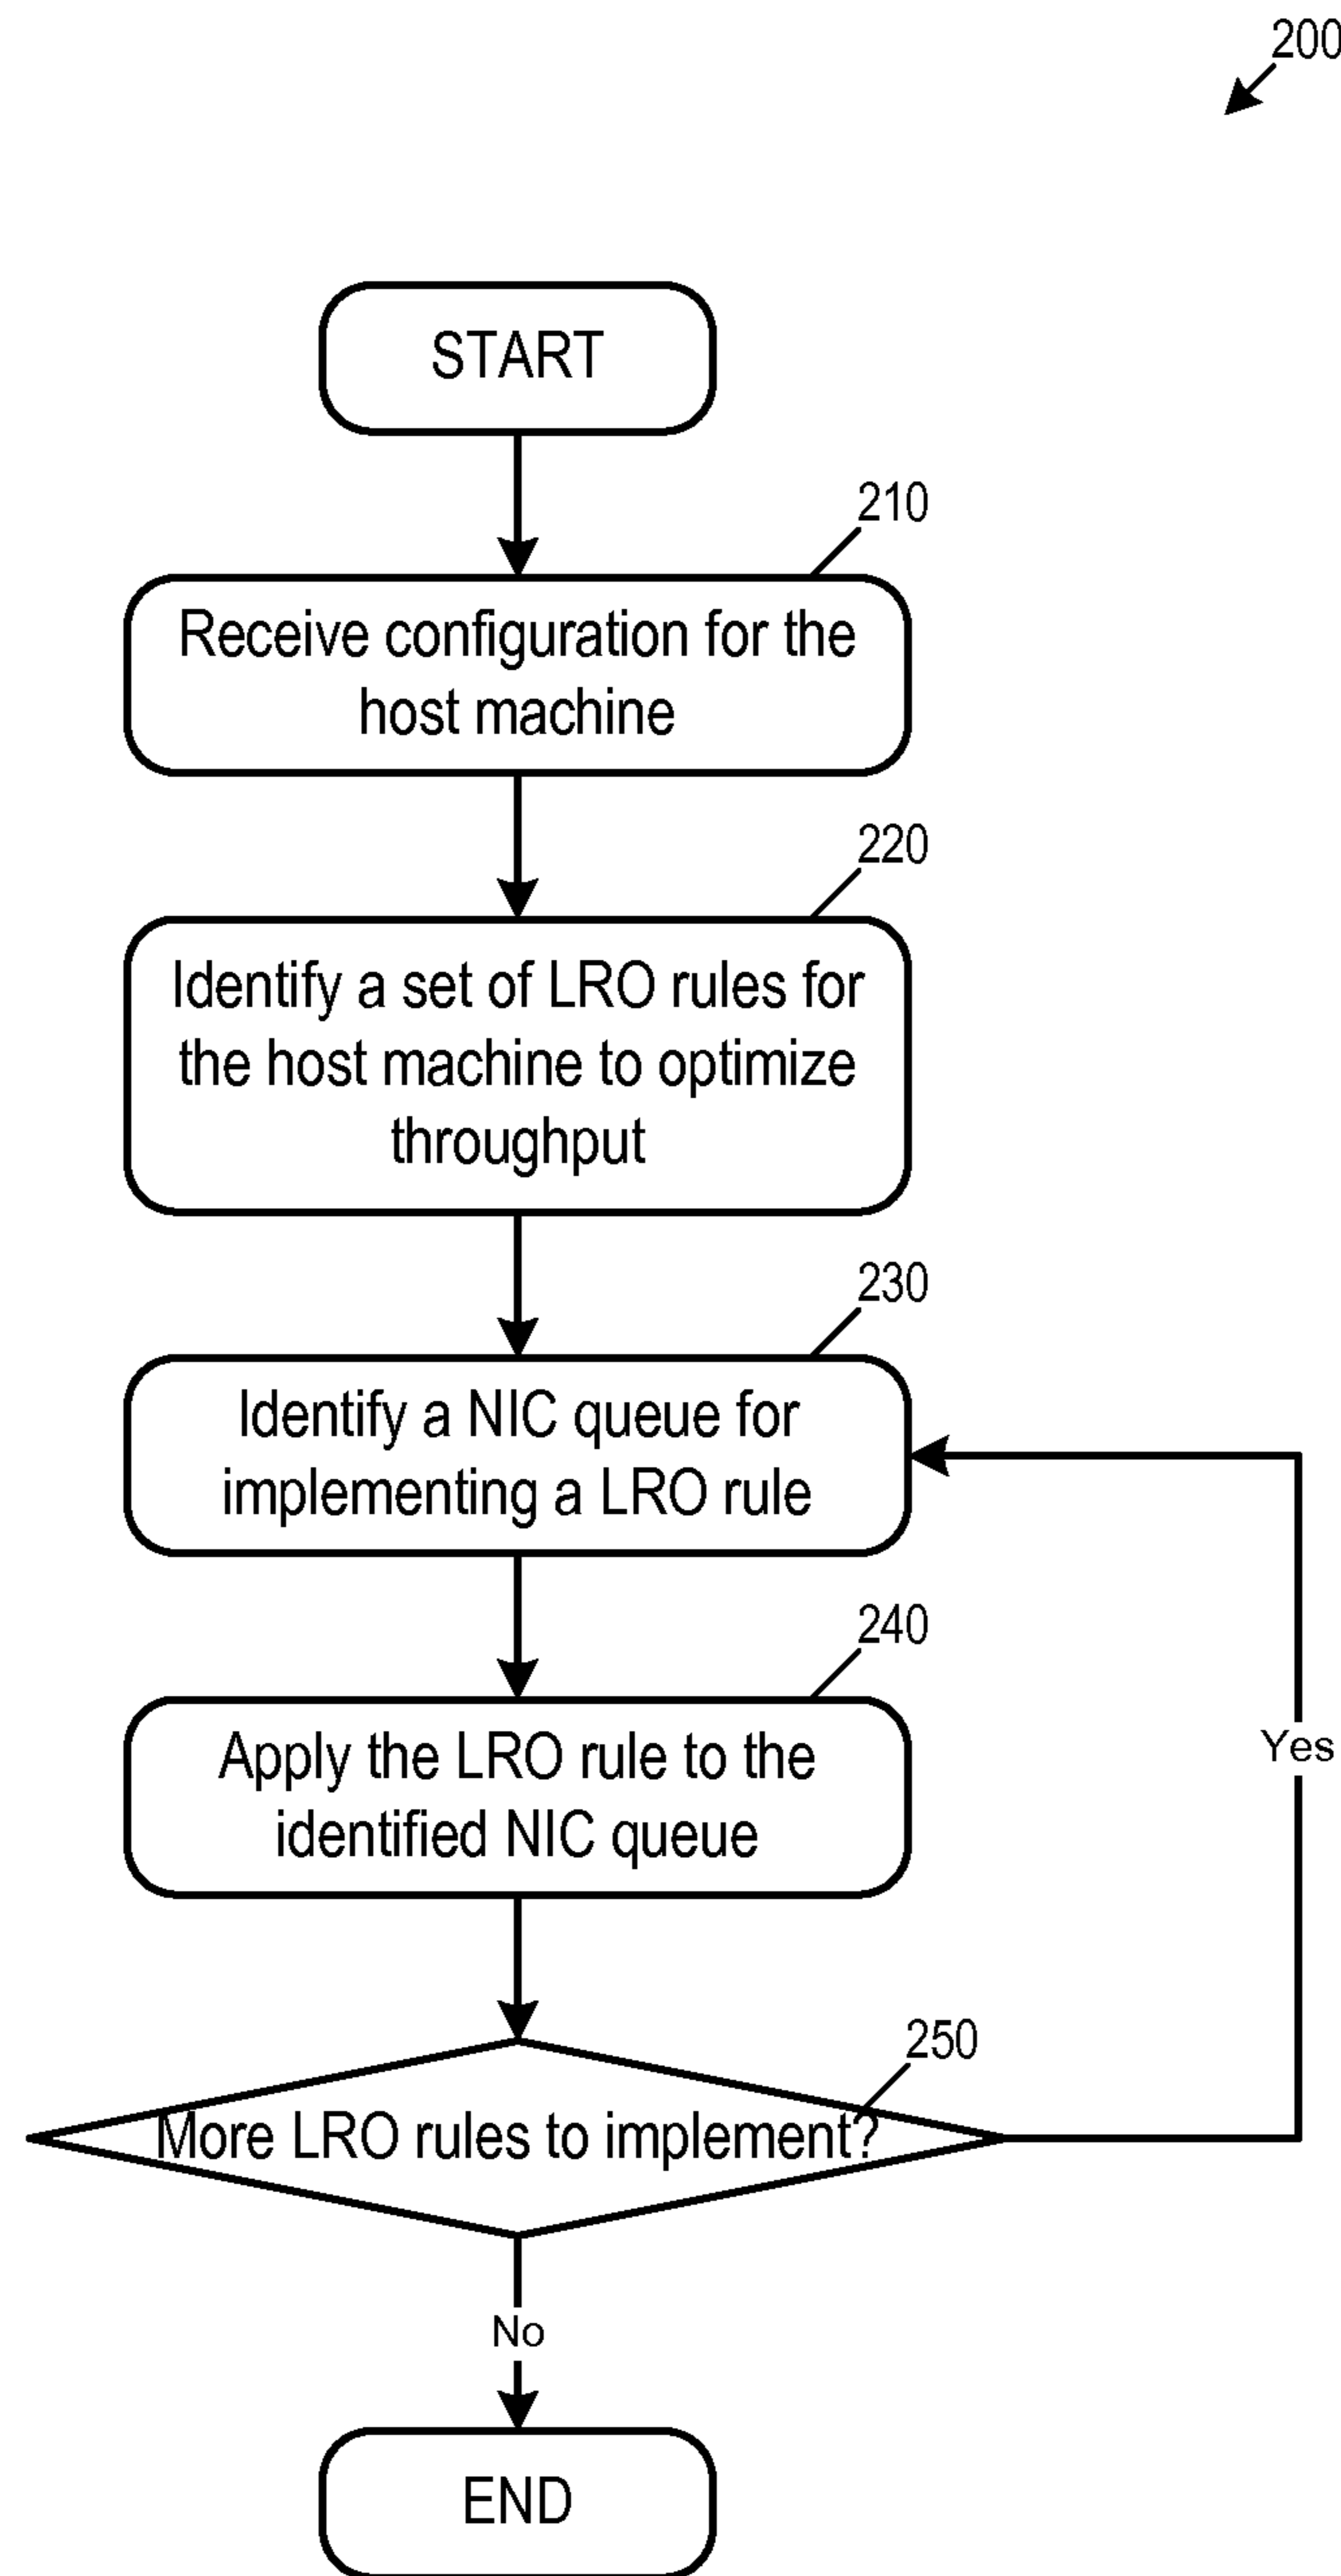 200
START
210
Receive configuration for the
host machine
220
Identify a set of LRO rules for
the host machine to optimize
throughput
230
Identify a NIC queue for
implementing a LRO rule
240
Apply the LRO rule to the
identified NIC queue
Yes
250
More LRO rules to implement?
No
END